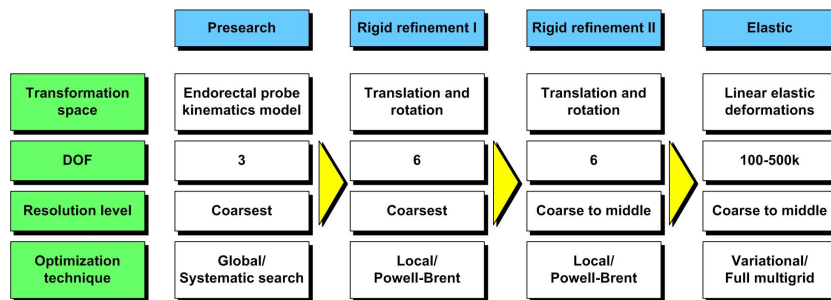 Presearch
Rigid refinement I
Rigid refinement II
Elastic
Transformation
space
Endorectal probe
kinematics model
Translation and
rotation
Translation and
rotation
Linear elastic
deformations
DOF
3
6
6
100-500k
Resolution level
Coarsest
Coarsest
Coarse to middle
Coarse to middle
Optimization
technique
Global/
Systematic search
Local/
Powell-Brent
Local/
Powell-Brent
Variational/
Full multigrid